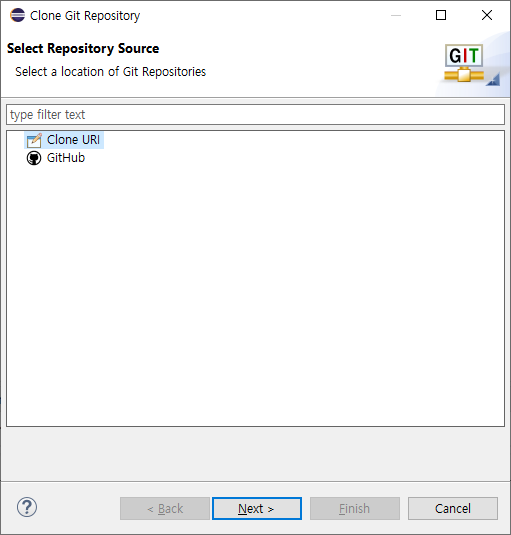 Clone Git Repository
Select Repository Source
Select a location of Git Repositories
GIT
type filter text
Clone URI
GitHub
?
< Back
Next >
Finish
Cancel